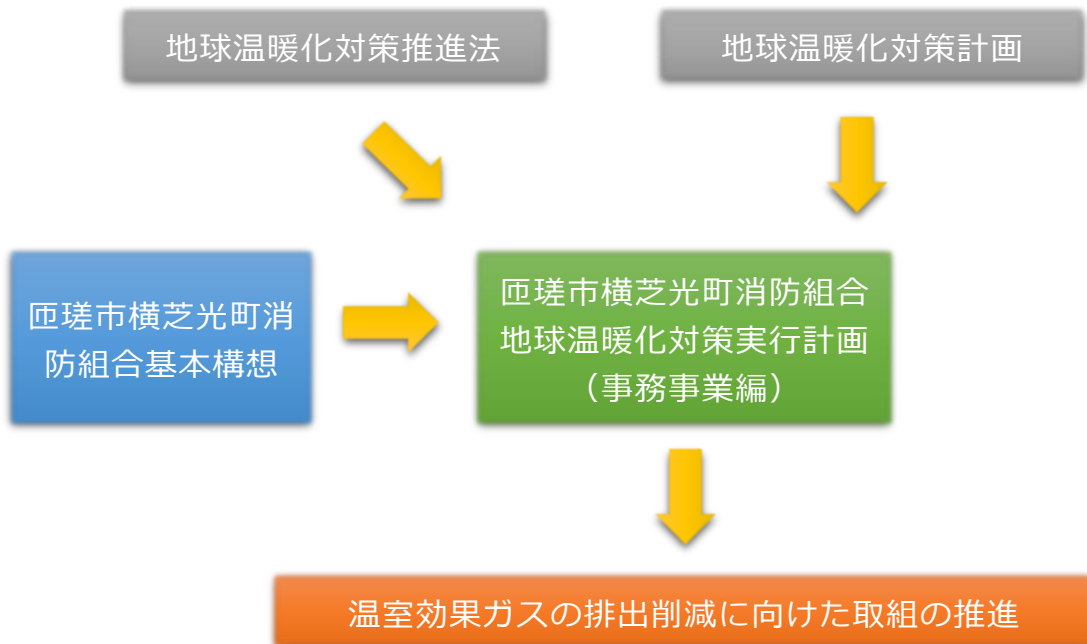 地球温暖化対策推進法
地球温暖化対策計画
匝瑳市横芝光町消
防組合基本構想
匝瑳市横芝光町消防組合
地球温暖化対策実行計画
（事務事業編）
温室効果ガスの排出削減に向けた取組の推進